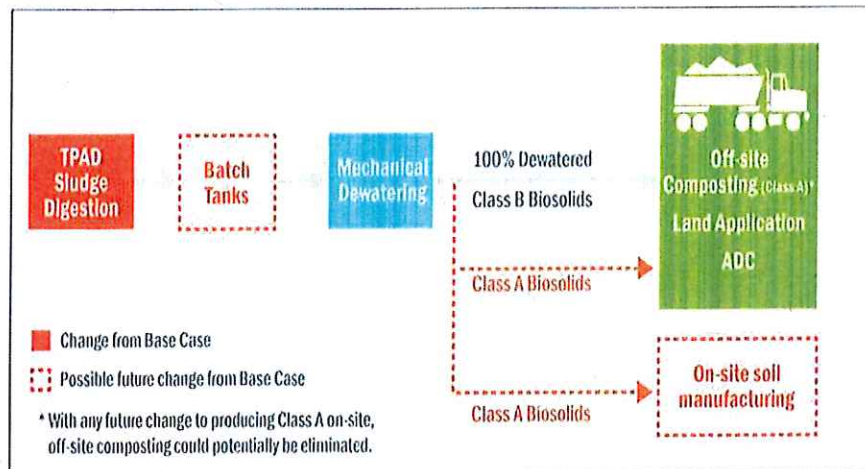 TPAD
Sludge
Digestion
Batch
Tanks
Mechanical
Dewatering
100% Dewatered
Class B Biosolids
Off-site
Composting (Class A)*
Land Application
ADC
Class A Biosolids
Class A Biosolids
On-site soil
manufacturing
Change from Base Case
Possible future change from Base Case
* With any future change to producing Class A on-site,
off-site composting could potentially be eliminated.